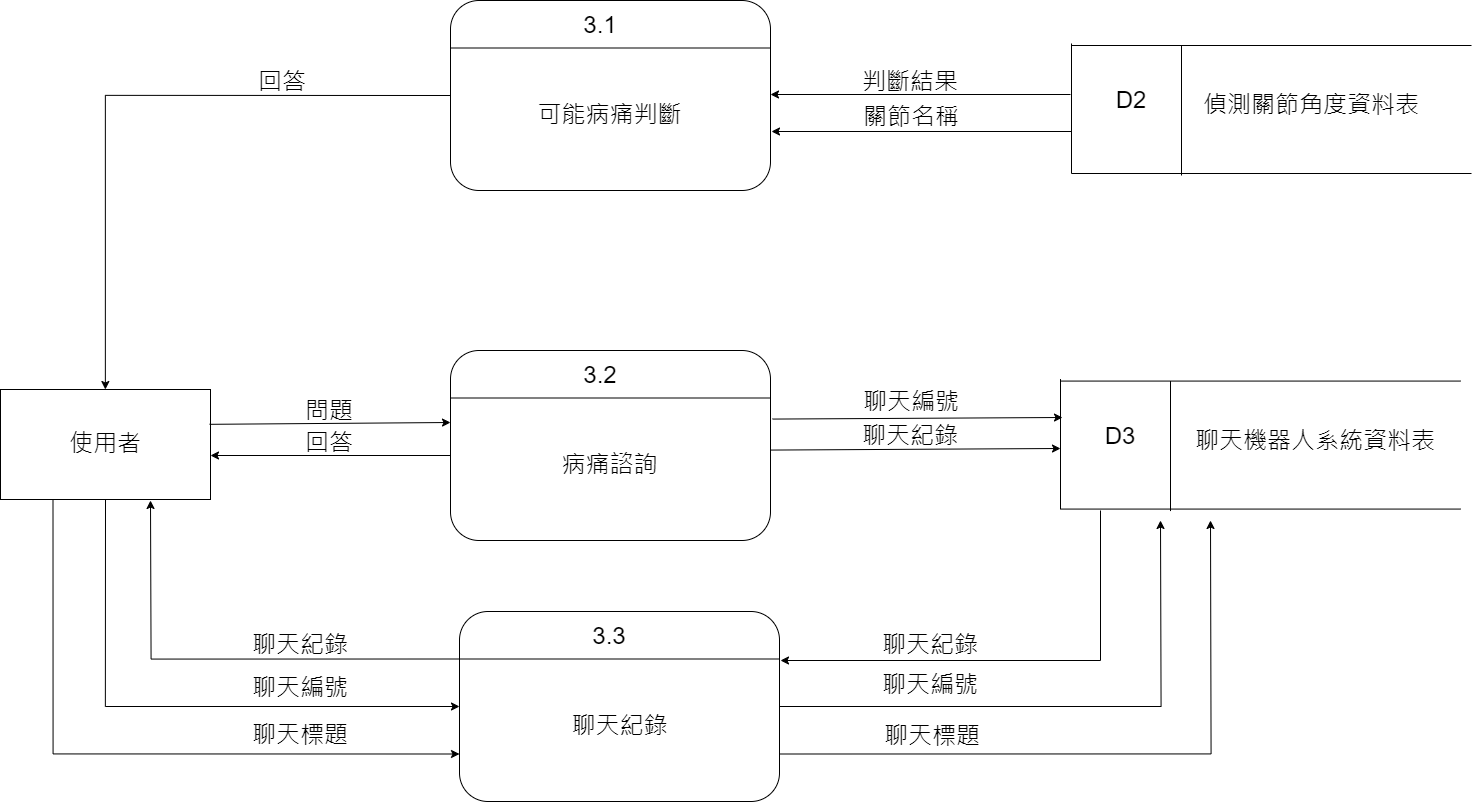 3.1
可能病痛判斷
回答
判斷結果
關節名稱
D2
偵測關節角度資料表
使用者
問題
回答
3.2
病痛諮詢
聊天編號
聊天紀錄
D3
聊天機器人系統資料表
3.3
聊天紀錄
聊天紀錄
聊天編號
聊天標題
聊天紀錄
聊天編號
聊天標題